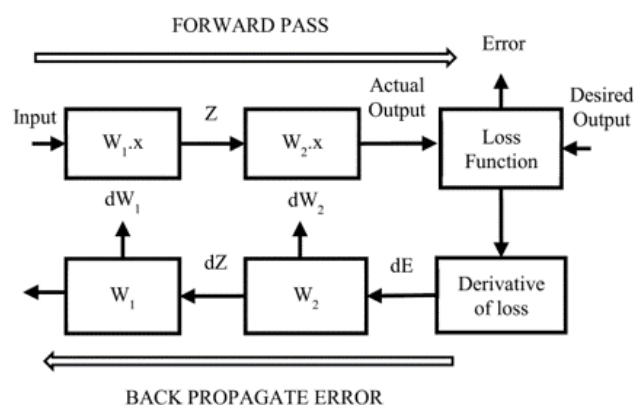 FORWARD PASS
Error
Input
W₁.x
Z
W₂.x
Actual
Output
Loss
Function
Desired
Output
dW₁
dW₂
W₁
dZ
W₂
dE
Derivative
of loss
BACK PROPAGATE ERROR